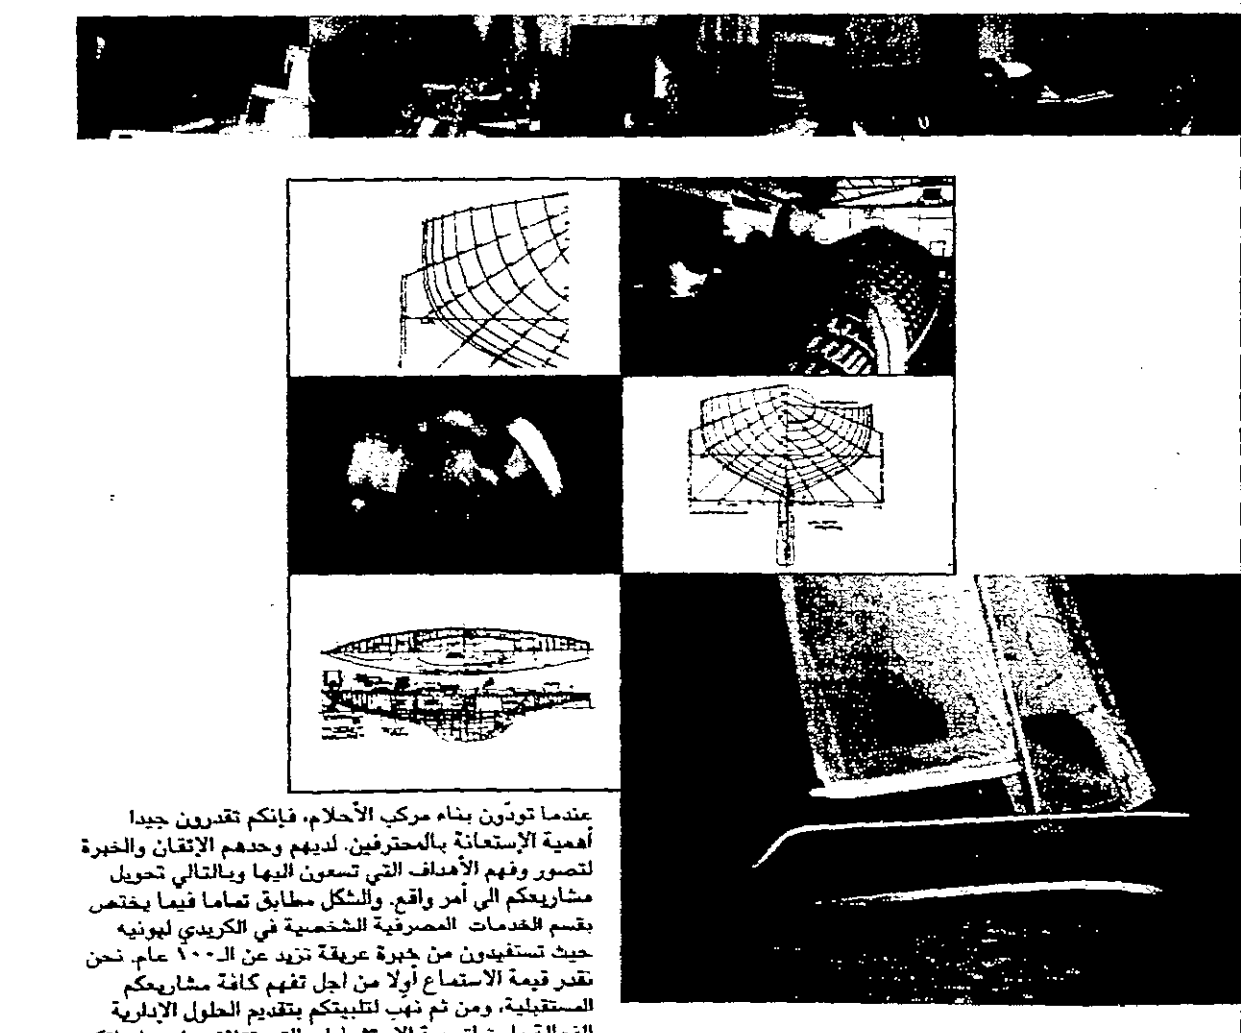 عندما تودّون بناء مركب الأحلام، فإنكم تقدرون جيدا
أهمية الإستعانة بالمحترفين. لديهم وحدهم الإتقان والخبرة
لتصور وفهم الأهداف التي تسعون اليها وبالتالي تحويل
مشاريعكم الى أمر واقع. والشكل مطابق تماما فيما يختص
بقسم الخدمات المصرفية الشخصية في الكريدي ليونيه
حيث تستفيدون من خبرة عريقة تزيد عن الـ١٠٠ عام. نحن
نقدر قيمة الاستماع أولا من اجل تفهم كافة مشاريعكم
المستقبلية، ومن ثم نهب لتلبيتكم بتقديم الحلول الإدارية